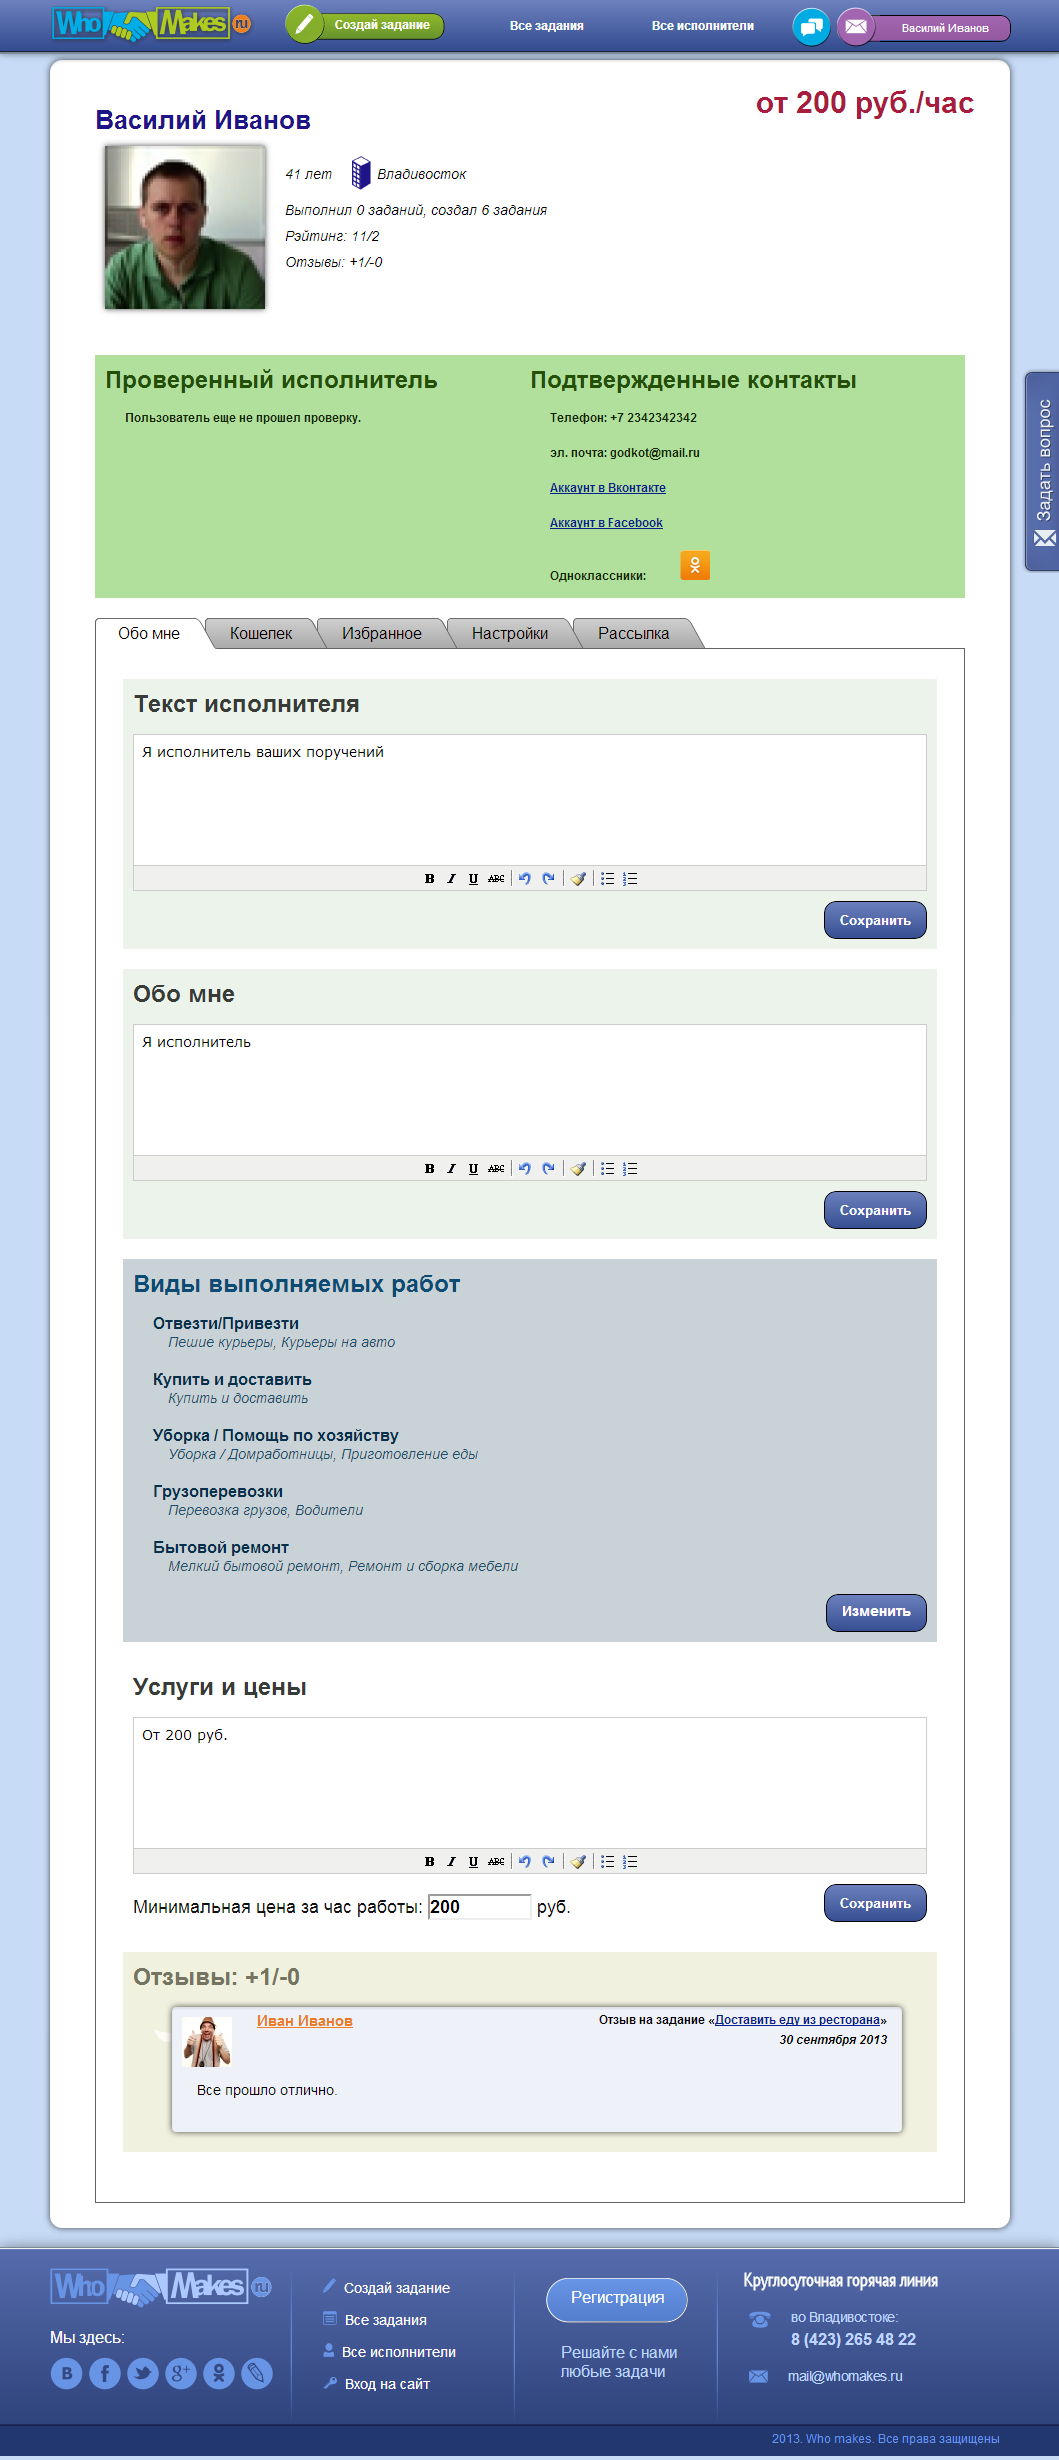 Who Makes ru
Создай задание
Все задания
Все исполнители
Василий Иванов
от 200 руб./час
Василий Иванов
41 лет Владивосток
Выполнил 0 заданий, создал 6 задания
Рэйтинг: 11/2
Отзывы: +1/-0
Проверенный исполнитель
Пользователь еще не прошел проверку.
Подтвержденные контакты
Телефон: +7 2342342342
эл. почта: godkot@mail.ru
Аккаунт в Вконтакте
Аккаунт в Facebook
Одноклассники:
Задать вопрос
Обо мне Кошелек Избранное Настройки Рассылка
Текст исполнителя
Я исполнитель ваших поручений
B I U ABC
Сохранить
Обо мне
Я исполнитель
B I U ABC
Сохранить
Виды выполняемых работ
Отвезти/Привезти
Пешие курьеры, Курьеры на авто
Купить и доставить
Купить и доставить
Уборка / Помощь по хозяйству
Уборка / Домработницы, Приготовление еды
Грузоперевозки
Перевозка грузов, Водители
Бытовой ремонт
Мелкий бытовой ремонт, Ремонт и сборка мебели
Изменить
Услуги и цены
От 200 руб.
B I U ABC
Минимальная цена за час работы: 200 руб.
Сохранить
Отзывы: +1/-0
Иван Иванов
Отзыв на задание «Доставить еду из ресторана»
30 сентября 2013
Все прошло отлично.
Who Makes ru
Мы здесь:
Создай задание
Все задания
Все исполнители
Вход на сайт
Регистрация
Решайте с нами
любые задачи
Круглосуточная горячая линия
во Владивостоке:
8 (423) 265 48 22
mail@whomakes.ru
2013. Who makes. Все права защищены